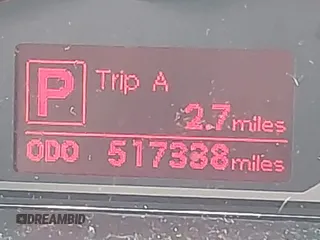 P
Trip A
2.7 miles
ODO 517388 miles
DREAMBID